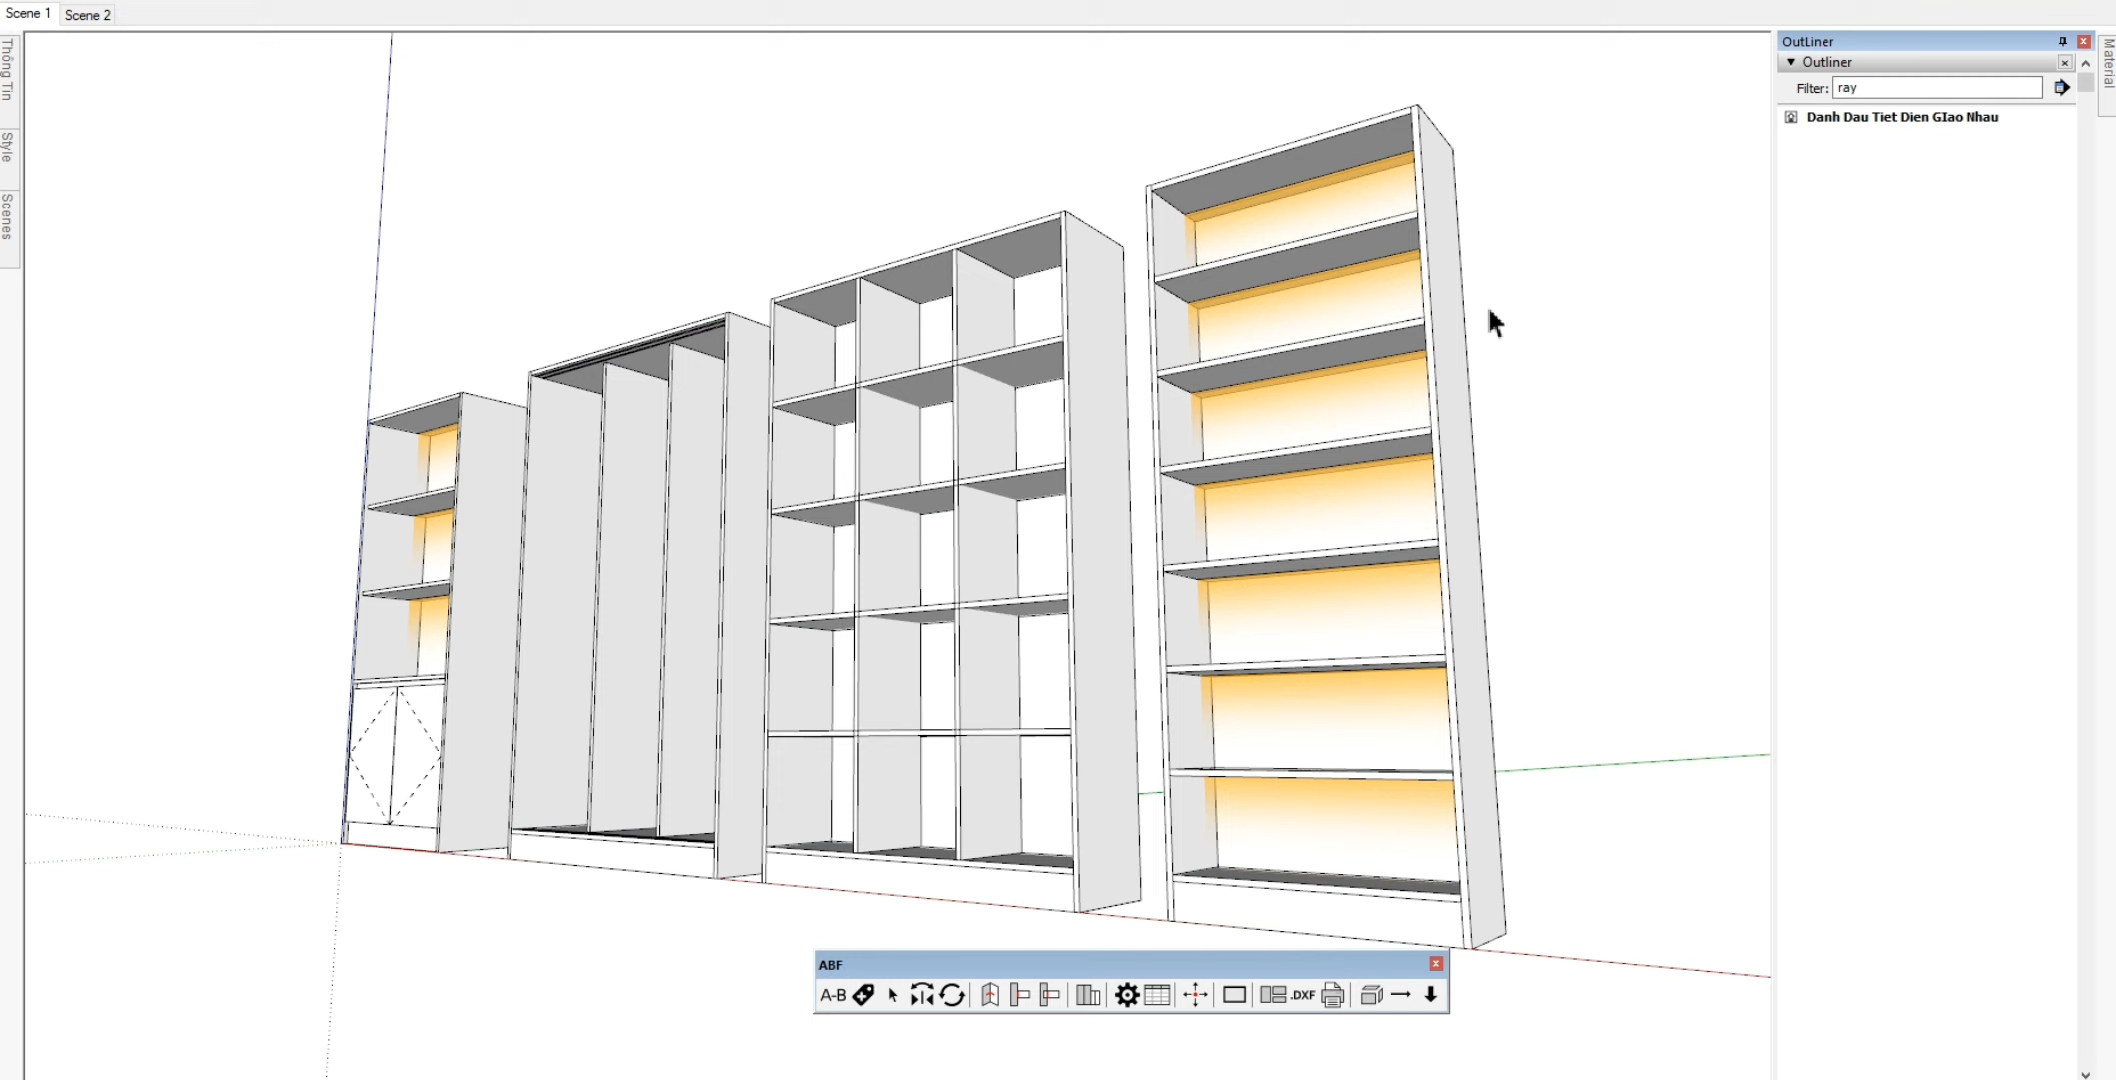 Scene 1 Scene 2
Thông Tin
Style
Scenes
OutLiner
Outliner
Filter: ray
Danh Dau Tiet Dien GIao Nhau
Material
ABF
A-B .DXF